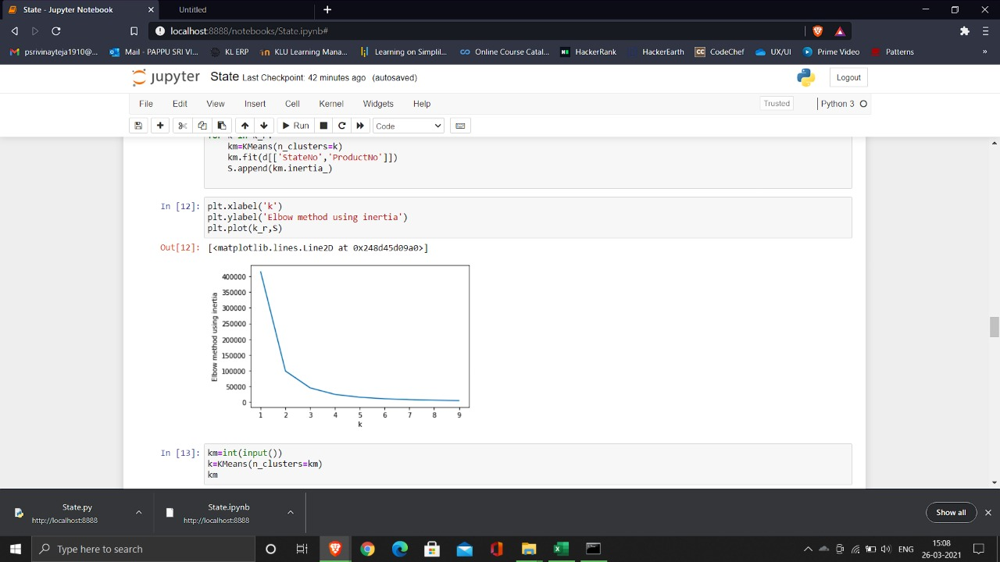 State - Jupyter Notebook
Untitled
localhost:8888/notebooks/State.ipynb#
psrivinayteja1910@...
Mail - PAPPU SRI VI...
KL ERP
KLU Learning Mana...
Learning on Simplil...
Online Course Catal...
HackerRank
HackerEarth
CC CodeChef
UX/UI
Prime Video
Patterns
»
jupyter State Last Checkpoint: 42 minutes ago (autosaved)
Logout
File Edit View Insert Cell Kernel Widgets Help
Trusted
Python 3
Run
Code
for k in k_r:
km=KMeans(n_clusters=k)
km.fit(d[['StateNo','ProductNo']])
S.append(km.inertia_)
In [12]: plt.xlabel('k')
plt.ylabel('Elbow method using inertia')
plt.plot(k_r,S)
Out[12]: [<matplotlib.lines.Line2D at 0x248d45d09a0>]
400000
350000
300000
250000
200000
150000
100000
50000
0
Elbow method using inertia
1 2 3 4 5 6 7 8 9
k
In [13]: km=int(input())
k=KMeans(n_clusters=km)
km
State.py
http://localhost:8888
State.ipynb
http://localhost:8888
Show all
Type here to search
ENG
15:08
26-03-2021